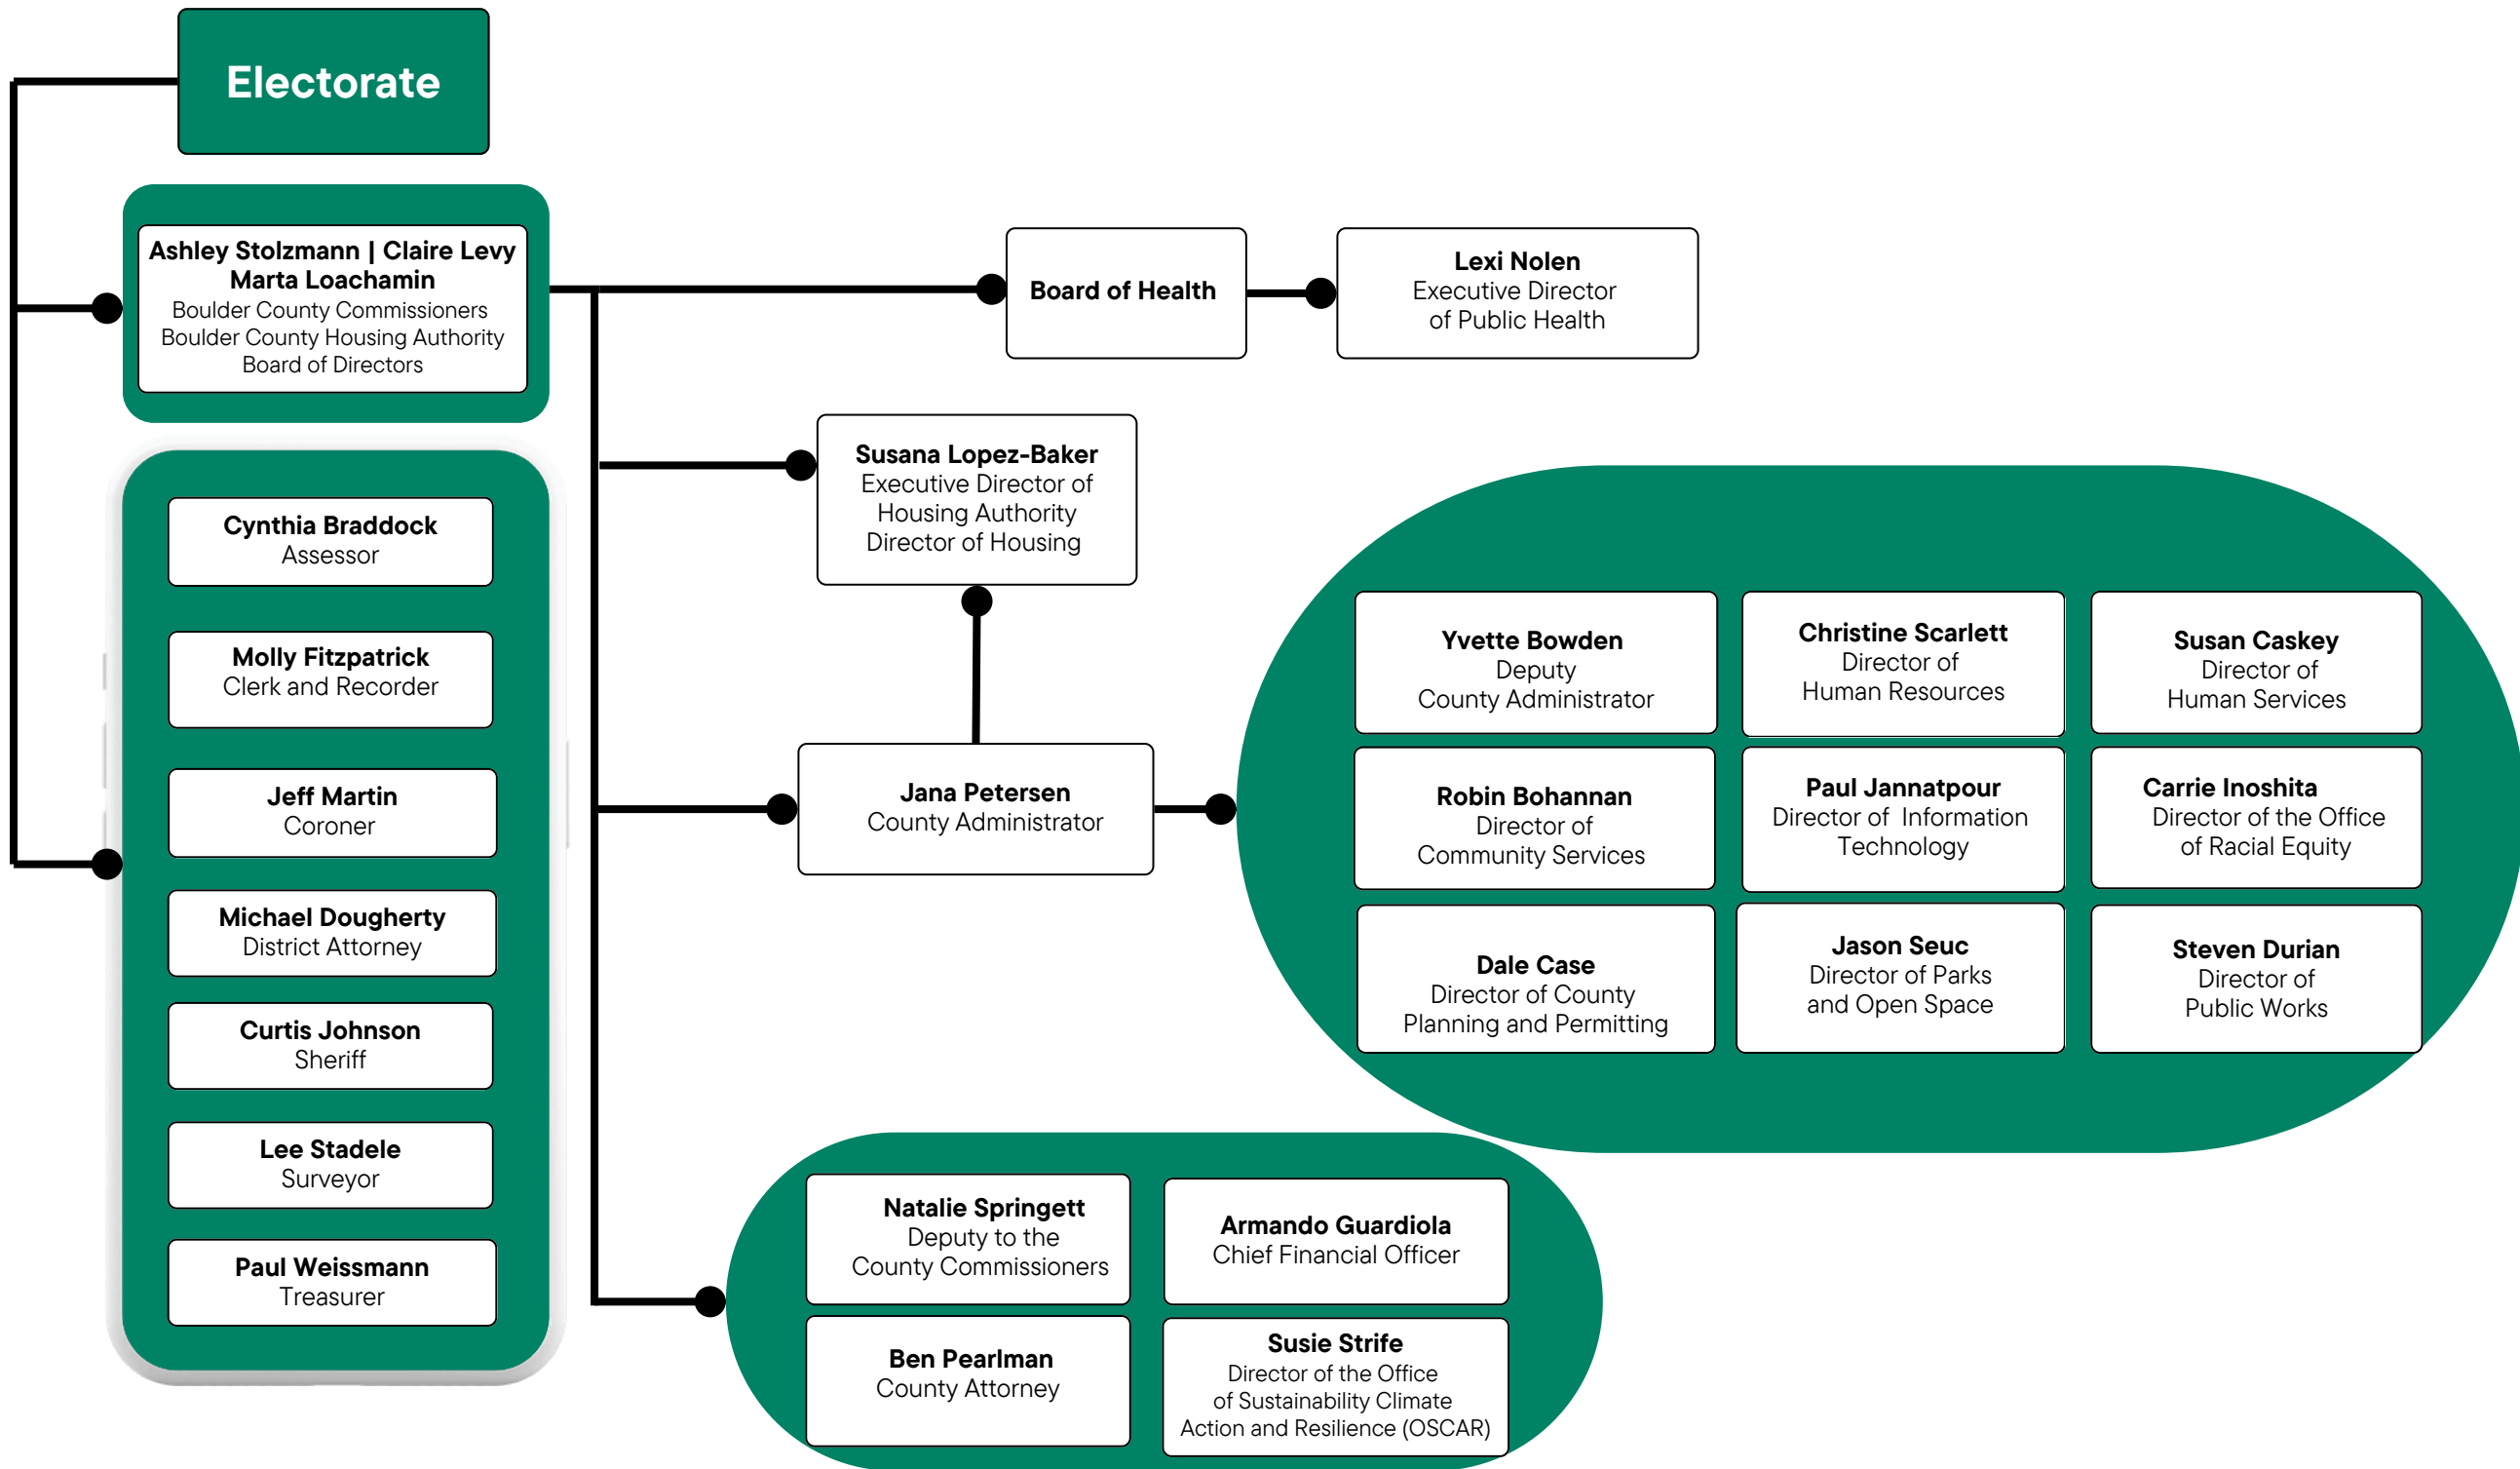 Electorate
Ashley Stolzmann | Claire Levy
Marta Loachamin
Boulder County Commissioners
Boulder County Housing Authority
Board of Directors
Board of Health
Lexi Nolen
Executive Director
of Public Health
Susana Lopez-Baker
Executive Director of
Housing Authority
Director of Housing
Cynthia Braddock
Assessor
Molly Fitzpatrick
Clerk and Recorder
Jeff Martin
Coroner
Michael Dougherty
District Attorney
Curtis Johnson
Sheriff
Lee Stadele
Surveyor
Paul Weissmann
Treasurer
Jana Petersen
County Administrator
Yvette Bowden
Deputy
County Administrator
Christine Scarlett
Director of
Human Resources
Susan Caskey
Director of
Human Services
Robin Bohannan
Director of
Community Services
Paul Jannatpour
Director of  Information
Technology
Carrie Inoshita
Director of the Office
of Racial Equity
Dale Case
Director of County
Planning and Permitting
Jason Seuc
Director of Parks
and Open Space
Steven Durian
Director of
Public Works
Natalie Springett
Deputy to the
County Commissioners
Armando Guardiola
Chief Financial Officer
Ben Pearlman
County Attorney
Susie Strife
Director of the Office
of Sustainability Climate
Action and Resilience (OSCAR)